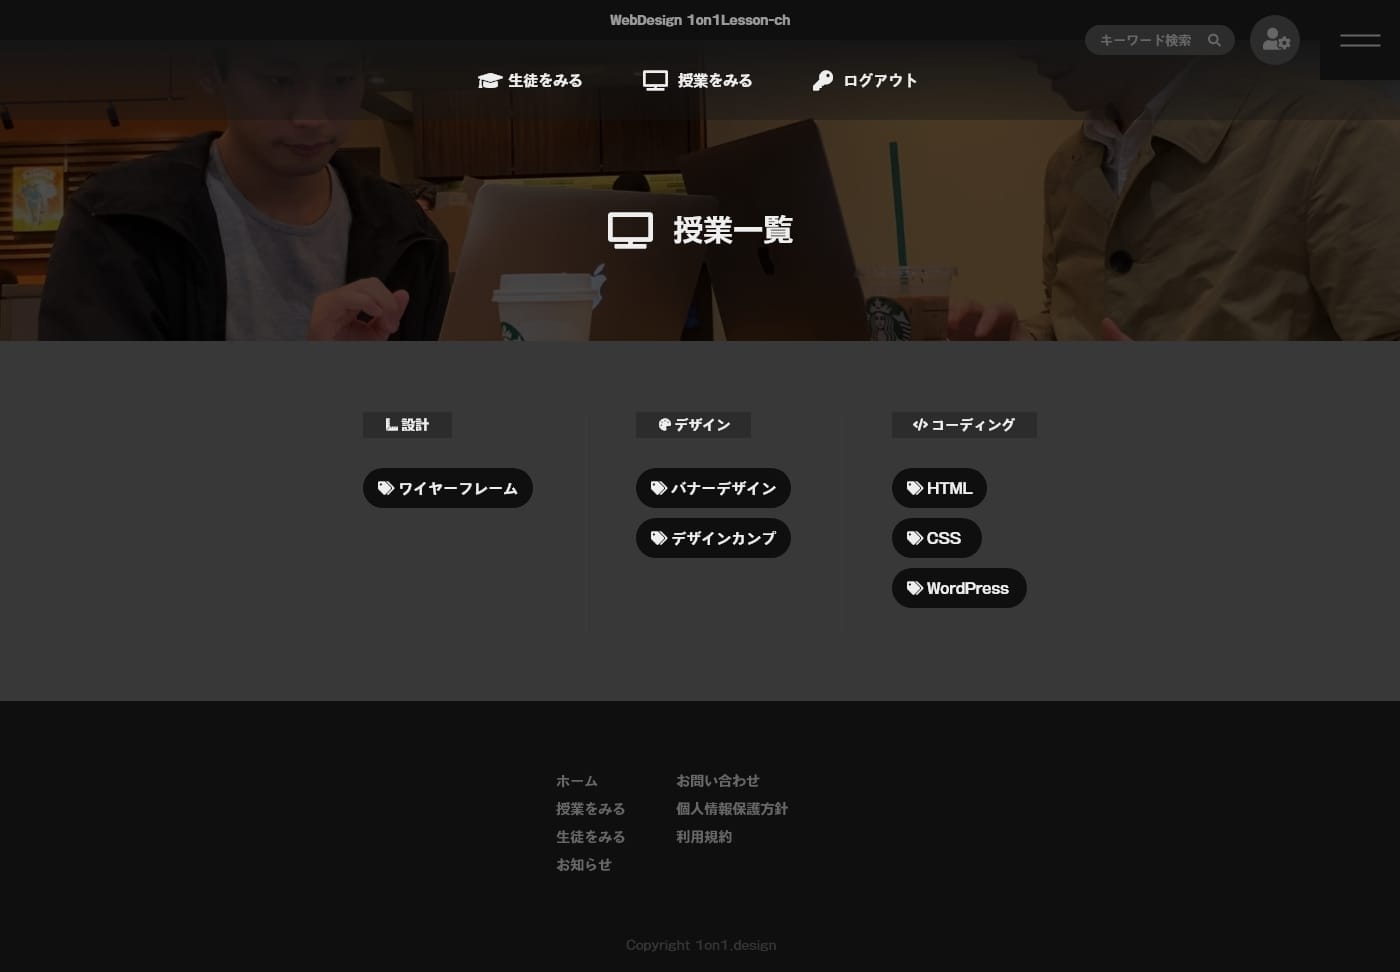 WebDesign 1on1Lesson-ch
キーワード検索
生徒をみる
授業をみる
ログアウト
授業一覧
設計
ワイヤーフレーム
デザイン
バナーデザイン
デザインカンプ
コーディング
HTML
CSS
WordPress
ホーム
授業をみる
生徒をみる
お知らせ
お問い合わせ
個人情報保護方針
利用規約
Copyright 1on1.design